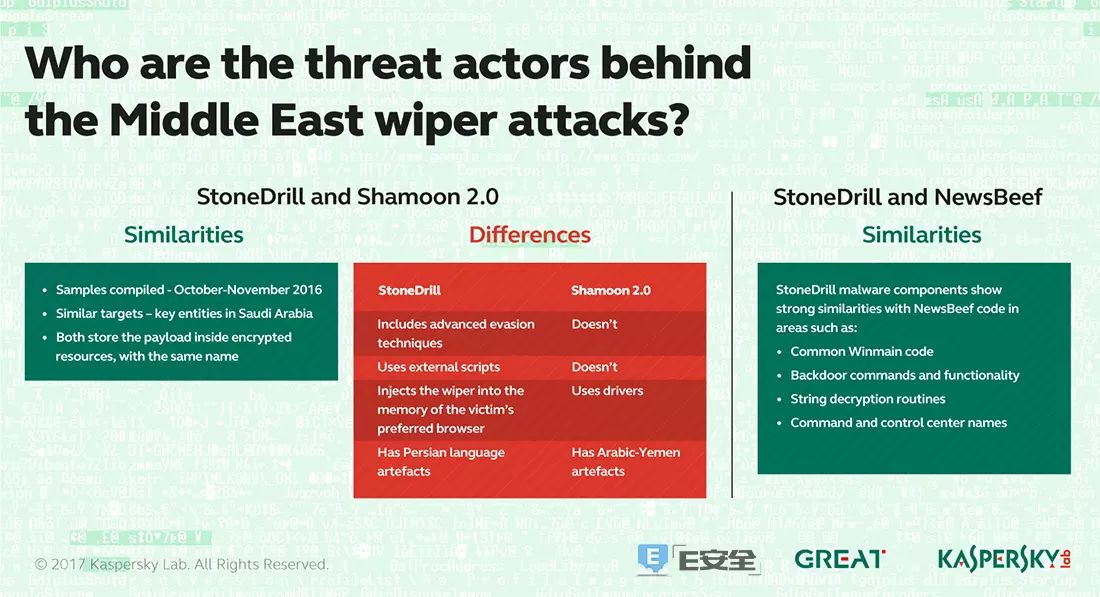 Who are the threat actors behind
the Middle East wiper attacks?
StoneDrill and Shamoon 2.0
Similarities
• Samples compiled - October-November 2016
• Similar targets – key entities in Saudi Arabia
• Both store the payload inside encrypted
resources, with the same name
Differences
StoneDrill
Shamoon 2.0
Includes advanced evasion
techniques
Doesn't
Uses external scripts
Doesn't
Injects the wiper into the
memory of the victim's
preferred browser
Uses drivers
Has Persian language
artefacts
Has Arabic-Yemen
artefacts
StoneDrill and NewsBeef
Similarities
StoneDrill malware components show
strong similarities with NewsBeef code in
areas such as:
• Common Winmain code
• Backdoor commands and functionality
• String decryption routines
• Command and control center names
© 2017 Kaspersky Lab. All Rights Reserved.
E安全
GREAT
KASPERSKY lab